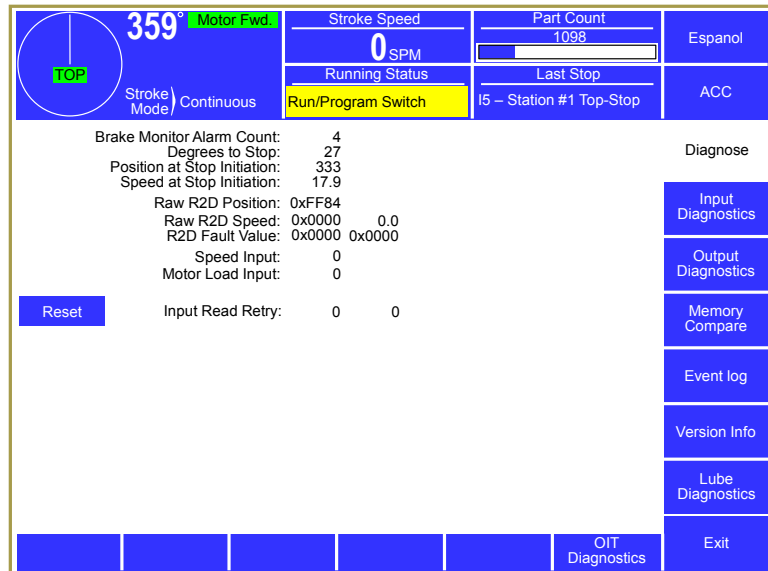 359° Motor Fwd.
TOP
Stroke Mode) Continuous
Stroke Speed
0 SPM
Part Count
1098
Running Status
Run/Program Switch
Last Stop
I5 – Station #1 Top-Stop
Espanol
ACC
Diagnose
Input
Diagnostics
Output
Diagnostics
Memory
Compare
Event log
Version Info
Lube
Diagnostics
Exit
Brake Monitor Alarm Count: 4
Degrees to Stop: 27
Position at Stop Initiation: 333
Speed at Stop Initiation: 17.9
Raw R2D Position: 0xFF84
Raw R2D Speed: 0x0000 0.0
R2D Fault Value: 0x0000 0x0000
Speed Input: 0
Motor Load Input: 0
Reset
Input Read Retry: 0 0
OIT
Diagnostics